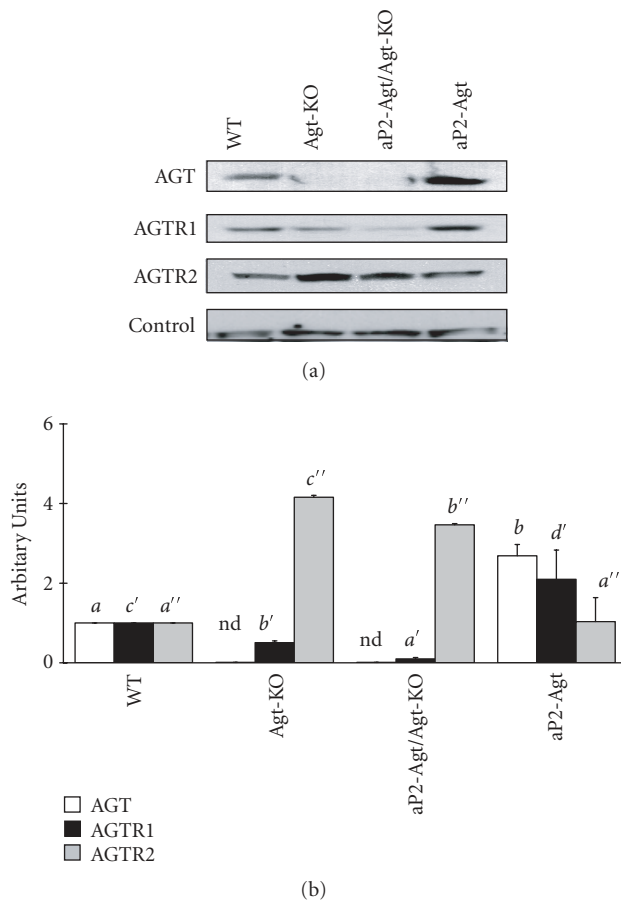 WT
Agt-KO
aP2-Agt/Agt-KO
aP2-Agt
AGT
AGTR1
AGTR2
Control
(a)
6
4
2
0
Arbitary Units
a
c′
a′′
nd
b′
c′′
nd
a′
b′′
b
d′
a′′
WT
Agt-KO
aP2-Agt/Agt-KO
aP2-Agt
AGT
AGTR1
AGTR2
(b)